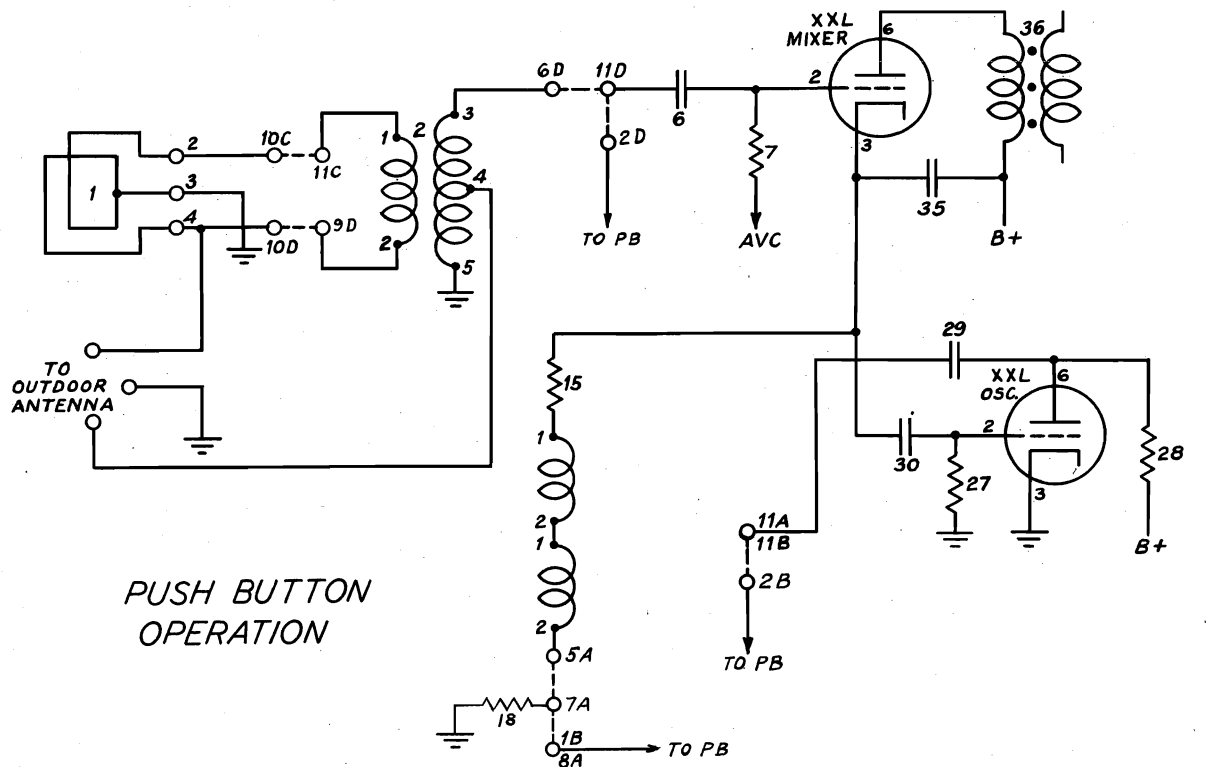 XXL
MIXER
6
36
2
3
35
B+
6D
11D
6
7
2D
TO PB
AVC
1
2
3
4
10C
11C
10D
9D
1
2
2
3
4
5
TO
OUTDOOR
ANTENNA
15
1
2
1
2
5A
7A
18
1B
8A
TO PB
29
XXL
OSC.
6
2
3
30
27
28
B+
11A
11B
2B
TO PB
PUSH BUTTON
OPERATION